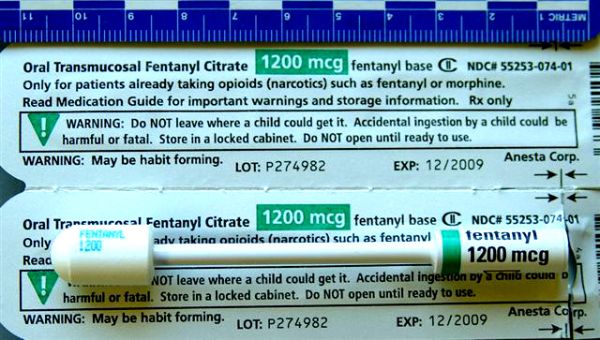 METRIC 1 2 3 4 5 6 7 8 9 10 11
Oral Transmucosal Fentanyl Citrate 1200 mcg fentanyl base CII NDC# 55253-074-01
Only for patients already taking opioids (narcotics) such as fentanyl or morphine.
Read Medication Guide for important warnings and storage information. Rx only
! WARNING: Do NOT leave where a child could get it. Accidental ingestion by a child could be
harmful or fatal. Store in a locked cabinet. Do NOT open until ready to use.
WARNING: May be habit forming. LOT: P274982 EXP: 12/2009 Anesta Corp.
5a
Oral Transmucosal Fentanyl Citrate 1200 mcg fentanyl base CII NDC# 55253-074-01
FENTANYL
1200
Only already taking opioids (narcotics) such as fentanyl
fentanyl
1200 mcg
Read
NOT leave where a child could get it. Accidental ingestion by a child could b
harmful or fatal. Store in a locked cabinet. Do NOT open until ready to use.
WARNING: May be habit forming. LOT: P274982 EXP: 12/2009 Anesta Corp.